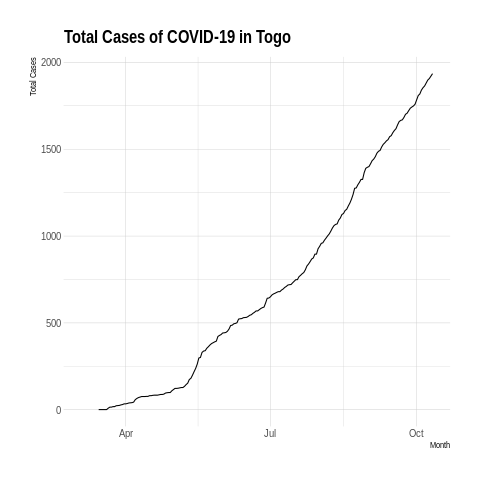 Total Cases of COVID-19 in Togo
Total Cases
2000
1500
1000
500
0
Apr
Jul
Oct
Month